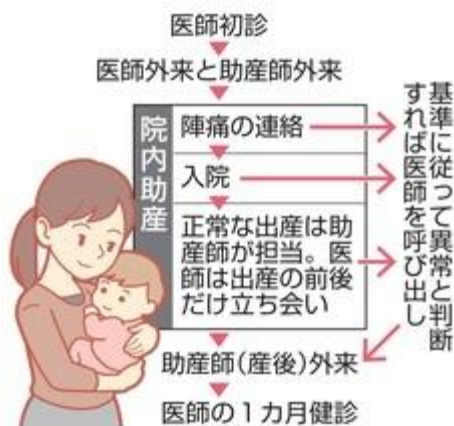 医師初診
医師外来と助産師外来
院内助産
陣痛の連絡
入院
正常な出産は助
産師が担当。医
師は出産の前後
だけ立ち会い
基準に従って異常と判断
すれば医師を呼び出し
助産師(産後)外来
医師の1カ月健診